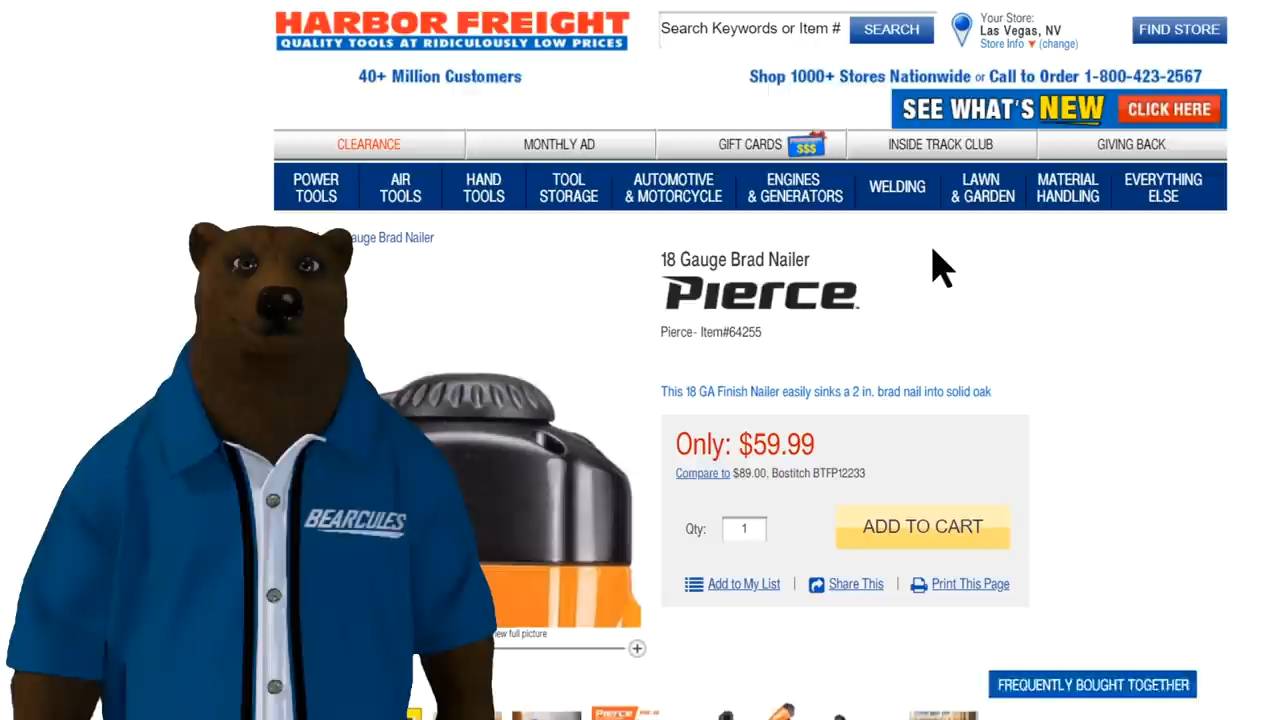 HARBOR FREIGHT
QUALITY TOOLS AT RIDICULOUSLY LOW PRICES
Search Keywords or Item #
SEARCH
Your Store:
Las Vegas, NV
Store Info (change)
FIND STORE
40+ Million Customers
Shop 1000+ Stores Nationwide or Call to Order 1-800-423-2567
SEE WHAT'S NEW CLICK HERE
CLEARANCE
MONTHLY AD
GIFT CARDS $$$
INSIDE TRACK CLUB
GIVING BACK
POWER TOOLS
AIR TOOLS
HAND TOOLS
TOOL STORAGE
AUTOMOTIVE & MOTORCYCLE
ENGINES & GENERATORS
WELDING
LAWN & GARDEN
MATERIAL HANDLING
EVERYTHING ELSE
auge Brad Nailer
18 Gauge Brad Nailer
Pierce
Pierce- Item#64255
This 18 GA Finish Nailer easily sinks a 2 in. brad nail into solid oak
Only: $59.99
Compare to $89.00, Bostitch BTFP12233
Qty: 1
ADD TO CART
Add to My List | Share This | Print This Page
BEARCULES
ew full picture
FREQUENTLY BOUGHT TOGETHER
Pierce